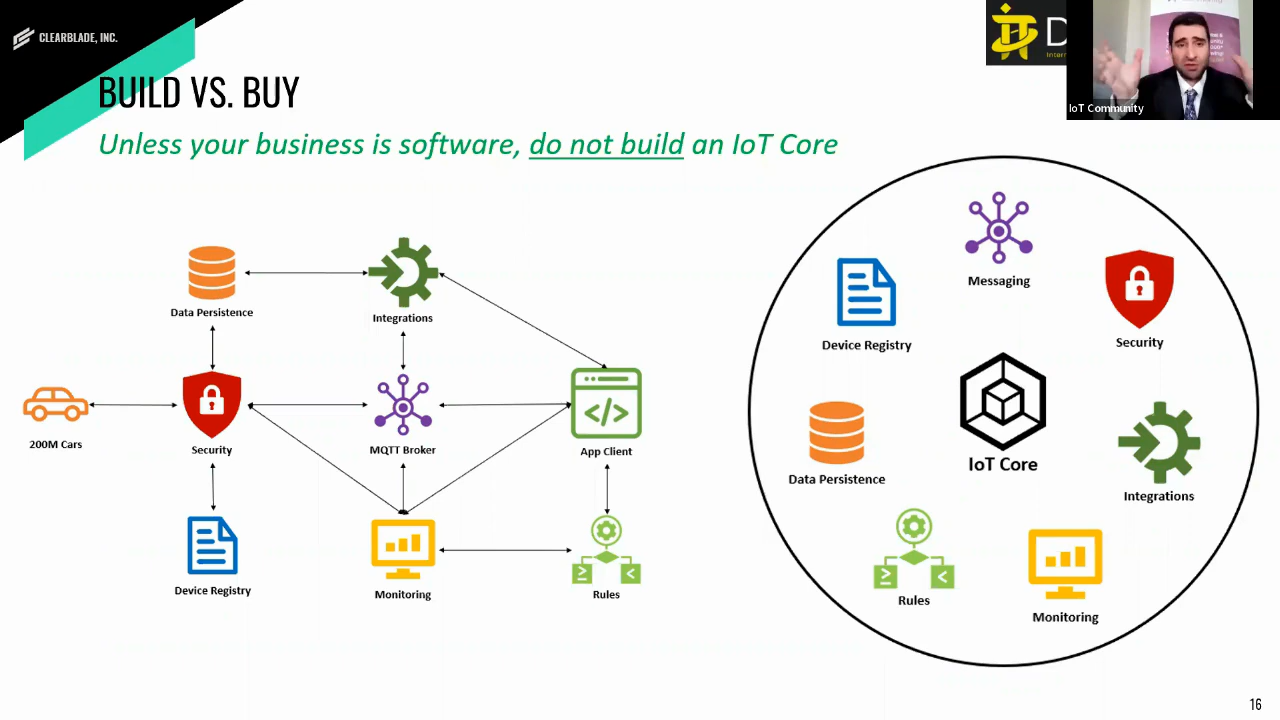 CLEARBLADE, INC.
BUILD VS. BUY
Unless your business is software, do not build an IoT Core
IoT Community
Data Persistence
Integrations
200M Cars
Security
MQTT Broker
App Client
Device Registry
Monitoring
Rules
Messaging
Device Registry
Security
Data Persistence
IoT Core
Integrations
Rules
Monitoring
16